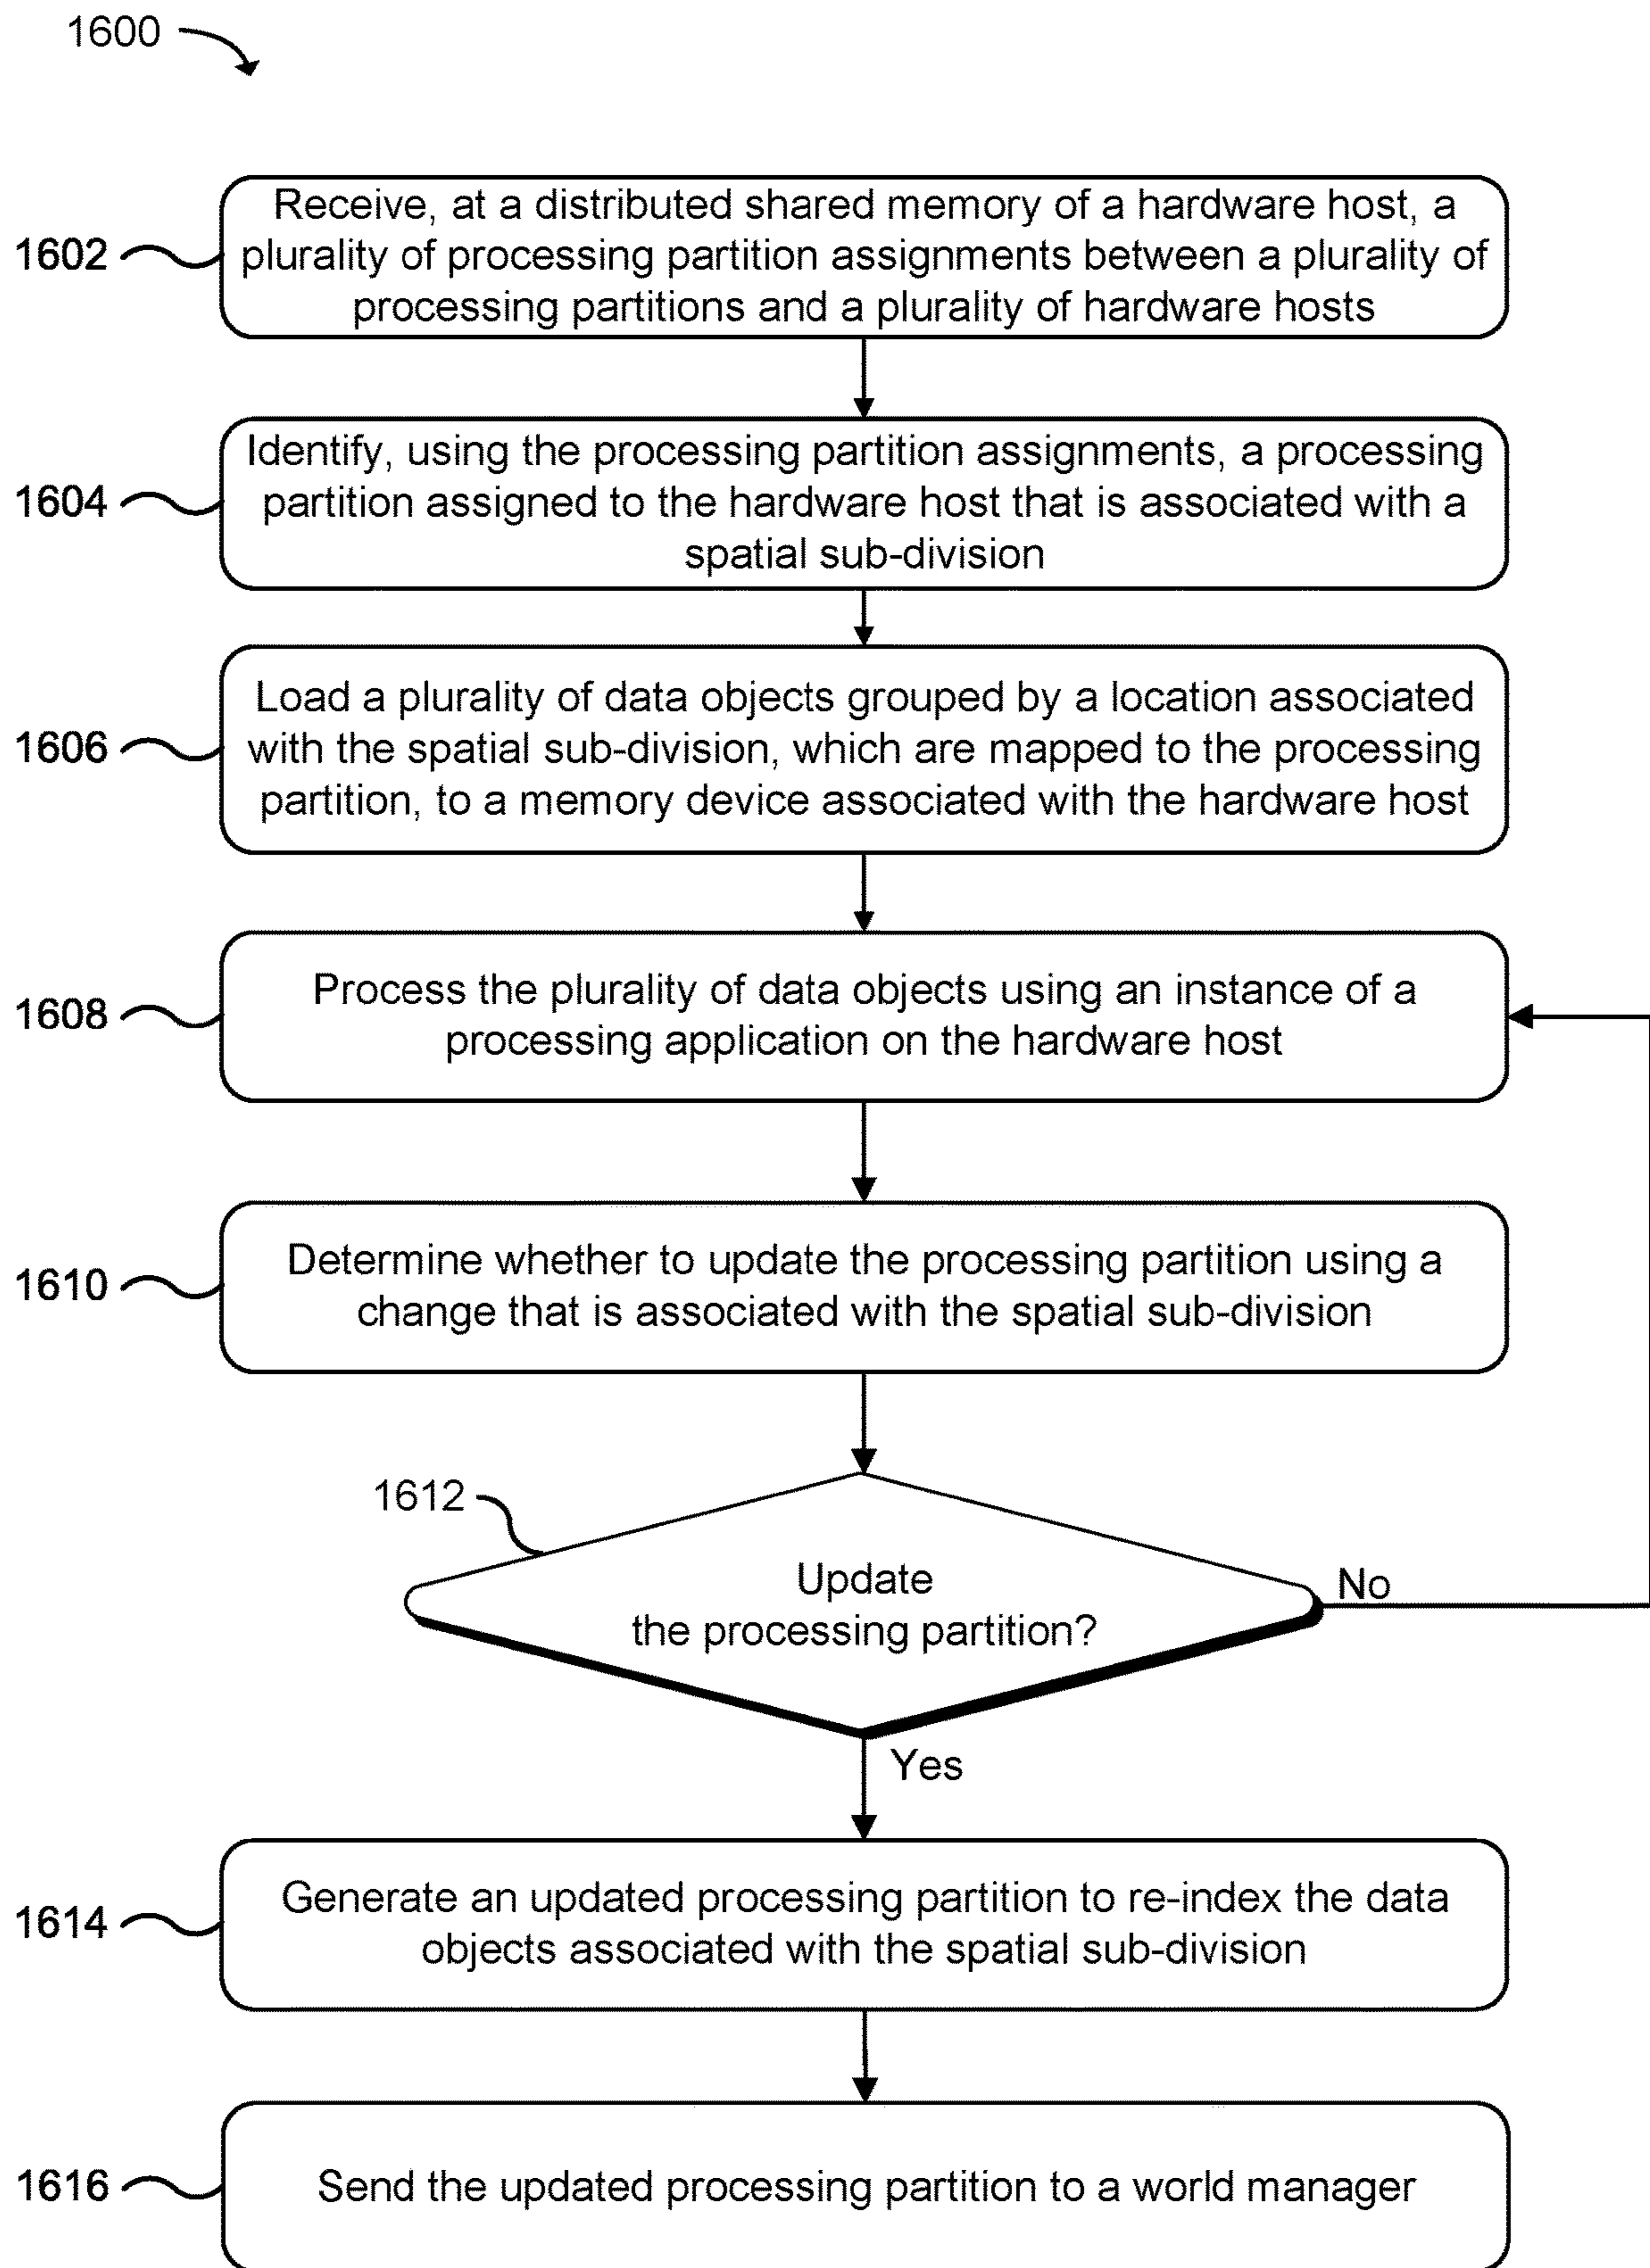 1600
1602
Receive, at a distributed shared memory of a hardware host, a
plurality of processing partition assignments between a plurality of
processing partitions and a plurality of hardware hosts
1604
Identify, using the processing partition assignments, a processing
partition assigned to the hardware host that is associated with a
spatial sub-division
1606
Load a plurality of data objects grouped by a location associated
with the spatial sub-division, which are mapped to the processing
partition, to a memory device associated with the hardware host
1608
Process the plurality of data objects using an instance of a
processing application on the hardware host
1610
Determine whether to update the processing partition using a
change that is associated with the spatial sub-division
1612
Update
the processing partition?
No
Yes
1614
Generate an updated processing partition to re-index the data
objects associated with the spatial sub-division
1616
Send the updated processing partition to a world manager